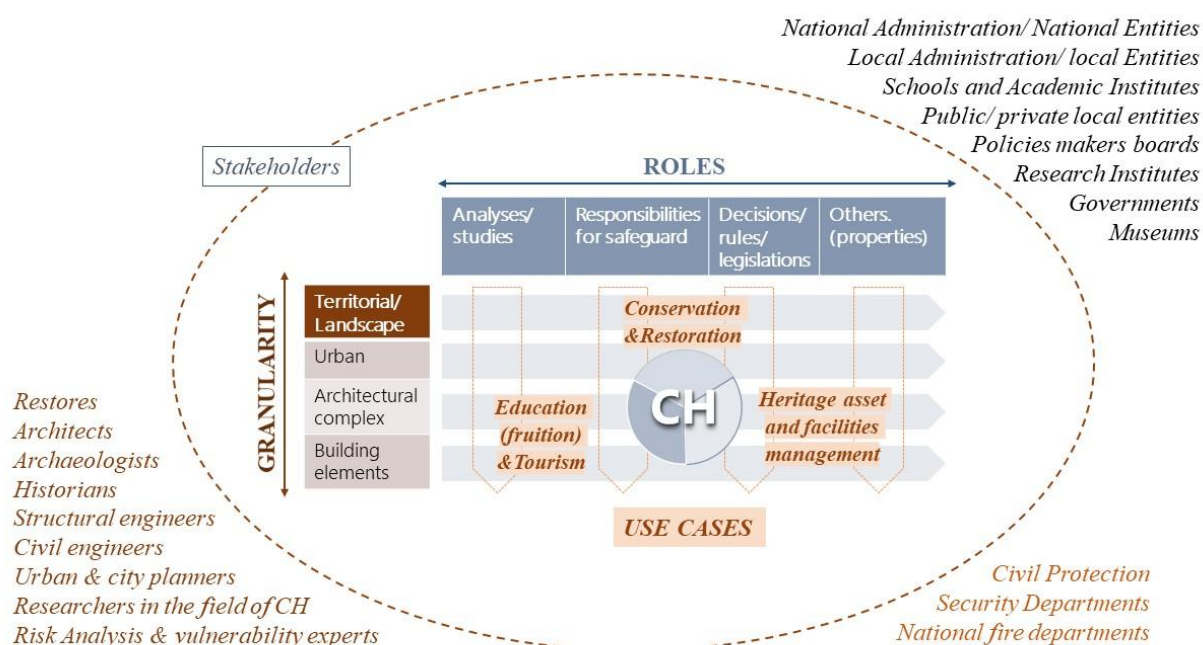 National Administration/ National Entities
Local Administration/ local Entities
Schools and Academic Institutes
Public/ private local entities
Policies makers boards
Research Institutes
Governments
Museums
Stakeholders
ROLES
Analyses/
studies
Responsibilities
for safeguard
Decisions/
rules/
legislations
Others.
(properties)
GRANULARITY
Territorial/
Landscape
Urban
Architectural
complex
Building
elements
Conservation
&Restoration
CH
Education
(fruition)
&Tourism
Heritage asset
and facilities
management
USE CASES
Restores
Architects
Archaeologists
Historians
Structural engineers
Civil engineers
Urban & city planners
Researchers in the field of CH
Risk Analysis & vulnerability experts
Civil Protection
Security Departments
National fire departments